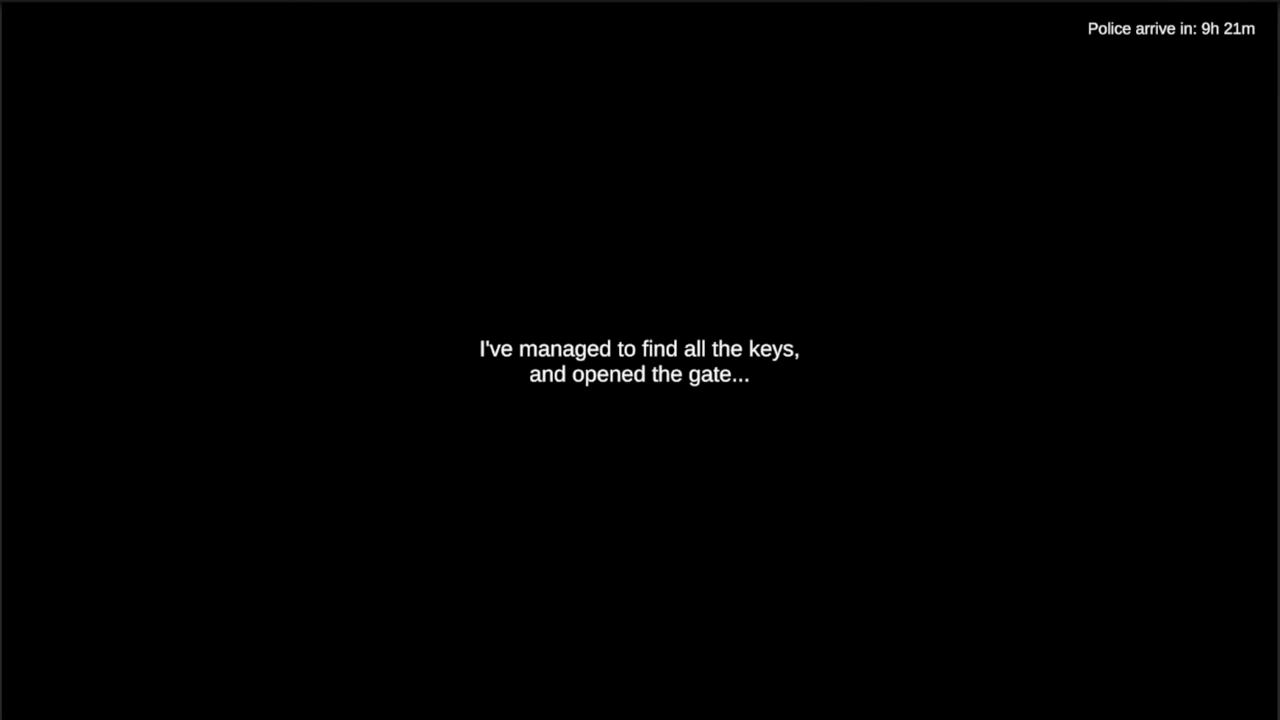 Police arrive in: 9h 21m
I've managed to find all the keys,
and opened the gate...